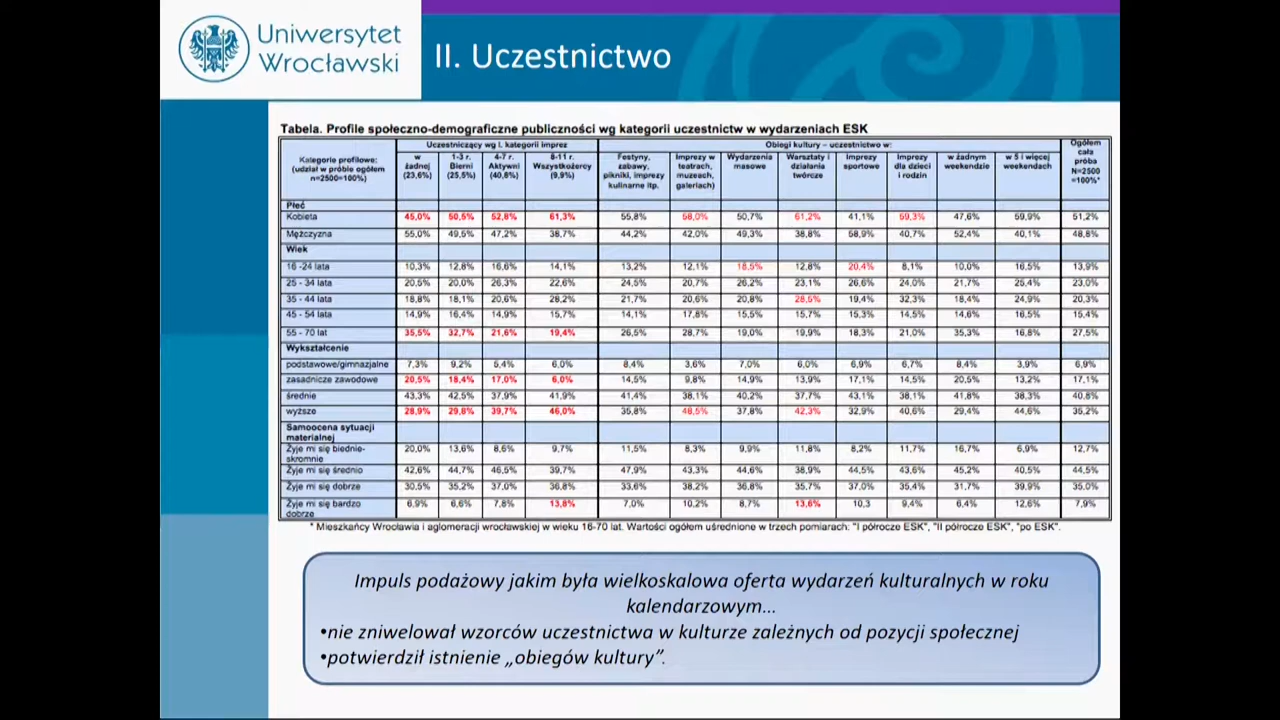 Uniwersytet
Wrocławski
II. Uczestnictwo
Tabela. Profile społeczno-demograficzne publiczności wg kategorii uczestnictw w wydarzeniach ESK
Kategorie profilowe: (udział w próbie ogółem n=2500=100%) | Uczestniczący wg l. kategorii imprez | Obiegi kultury – uczestnictwo w: | Ogółem cała próba N=2500 =100%*
w żadnej (23,6%) | 1-3 r. Bierni (25,5%) | 4-7 r. Aktywni (40,8%) | 8-11 r. Wszystkożercy (9,9%) | Festyny, zabawy, pikniki, imprezy kulinarne itp. | Imprezy w teatrach, muzeach, galeriach) | Wydarzenia masowe | Warsztaty i działania twórcze | Imprezy sportowe | Imprezy dla dzieci i rodzin | w żadnym weekendzie | w 5 i więcej weekendach
Płeć
Kobieta 45,0% 50,5% 52,8% 61,3% 55,8% 58,0% 50,7% 61,2% 41,1% 59,3% 47,6% 59,9% 51,2%
Mężczyzna 55,0% 49,5% 47,2% 38,7% 44,2% 42,0% 49,3% 38,8% 58,9% 40,7% 52,4% 40,1% 48,8%
Wiek
16 -24 lata 10,3% 12,8% 16,6% 14,1% 13,2% 12,1% 18,5% 12,8% 20,4% 8,1% 10,0% 16,5% 13,9%
25 - 34 lata 20,5% 20,0% 26,3% 22,6% 24,5% 20,7% 26,2% 23,1% 26,6% 24,0% 21,7% 25,4% 23,0%
35 - 44 lata 18,8% 18,1% 20,6% 28,2% 21,7% 20,6% 20,8% 28,5% 19,4% 32,3% 18,4% 24,9% 20,3%
45 - 54 lata 14,9% 16,4% 14,9% 15,7% 14,1% 17,8% 15,5% 15,7% 15,3% 14,5% 14,6% 16,5% 15,4%
55 - 70 lat 35,5% 32,7% 21,6% 19,4% 26,5% 28,7% 19,0% 19,9% 18,3% 21,0% 35,3% 16,8% 27,5%
Wykształcenie
podstawowe/gimnazjalne 7,3% 9,2% 5,4% 6,0% 8,4% 3,6% 7,0% 6,0% 6,9% 6,7% 8,4% 3,9% 6,9%
zasadnicze zawodowe 20,5% 18,4% 17,0% 6,0% 14,5% 9,8% 14,9% 13,9% 17,1% 14,5% 20,5% 13,2% 17,1%
średnie 43,3% 42,5% 37,9% 41,9% 41,4% 38,1% 40,2% 37,7% 43,1% 38,1% 41,8% 38,3% 40,8%
wyższe 28,9% 29,8% 39,7% 46,0% 35,8% 48,5% 37,8% 42,3% 32,9% 40,6% 29,4% 44,6% 35,2%
Samoocena sytuacji materialnej
Żyje mi się biednie-skromnie 20,0% 13,6% 8,6% 9,7% 11,5% 8,3% 9,9% 11,8% 8,2% 11,7% 16,7% 6,9% 12,7%
Żyje mi się średnio 42,6% 44,7% 46,5% 39,7% 47,9% 43,3% 44,6% 38,9% 44,5% 43,6% 45,2% 40,5% 44,5%
Żyje mi się dobrze 30,5% 35,2% 37,0% 36,8% 33,6% 38,2% 36,8% 35,7% 37,0% 35,4% 31,7% 39,9% 35,0%
Żyje mi się bardzo dobrze 6,9% 6,6% 7,8% 13,8% 7,0% 10,2% 8,7% 13,6% 10,3 9,4% 6,4% 12,6% 7,9%
* Mieszkańcy Wrocławia i aglomeracji wrocławskiej w wieku 16-70 lat. Wartości ogółem uśrednione w trzech pomiarach: "I półrocze ESK", "II półrocze ESK", "po ESK".
Impuls podażowy jakim była wielkoskalowa oferta wydarzeń kulturalnych w roku
kalendarzowym...
•nie zniwelował wzorców uczestnictwa w kulturze zależnych od pozycji społecznej
•potwierdził istnienie „obiegów kultury”.